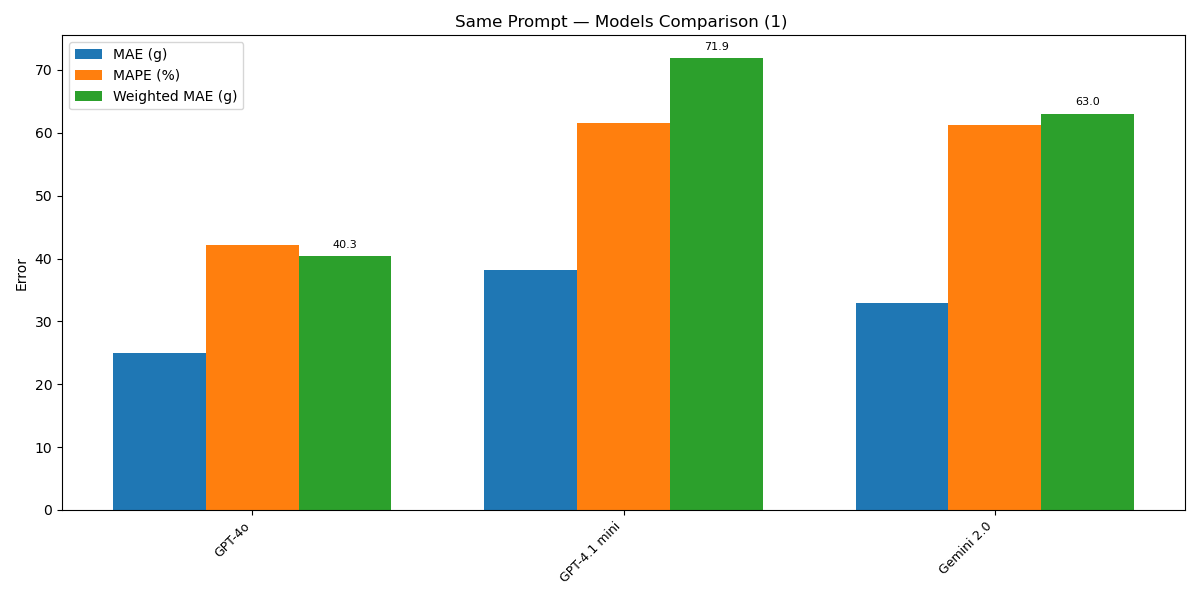 Same Prompt — Models Comparison (1)
MAE (g)
MAPE (%)
Weighted MAE (g)
71.9
63.0
40.3
Error
70
60
50
40
30
20
10
0
GPT-4o
GPT-4.1 mini
Gemini 2.0